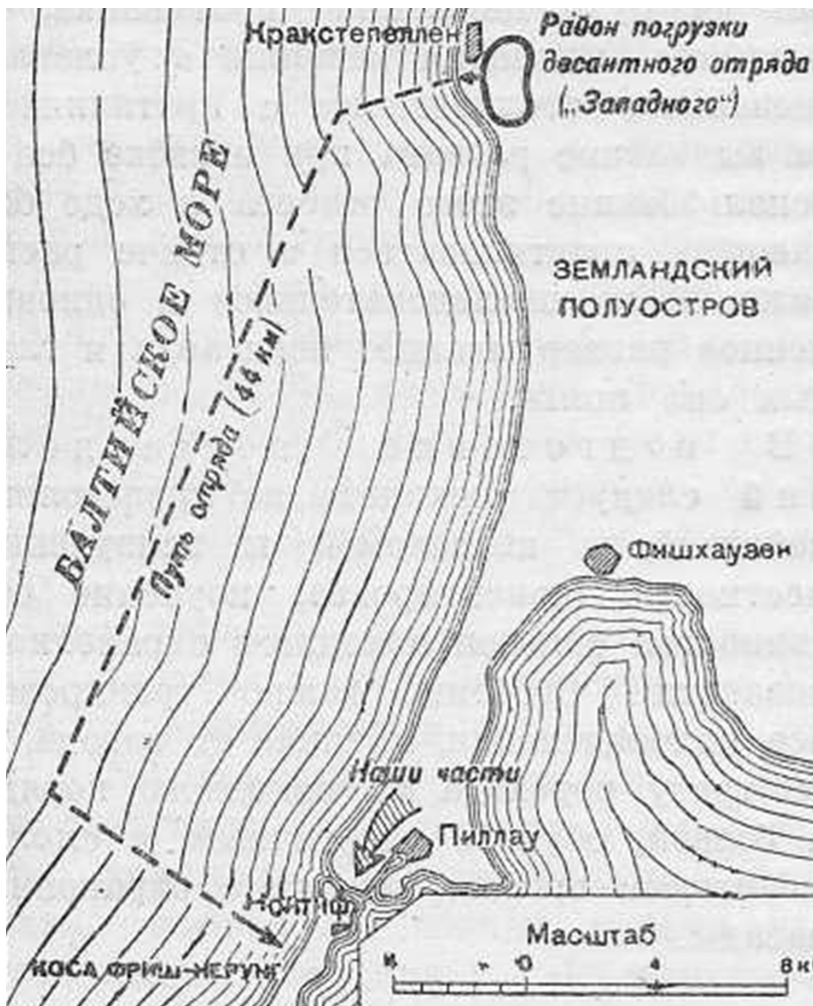 Кракстепеллен
Район погрузки
десантного отряда
(„Западного“)
БАЛТИЙСКОЕ МОРЕ
ЗЕМЛАНДСКИЙ
ПОЛУОСТРОВ
Путь отряда (44 км)
Фишхаузен
Наши части
Пиллау
Нойтиф
КОСА ФРИШ-НЕРУНГ
Масштаб
0 4 8